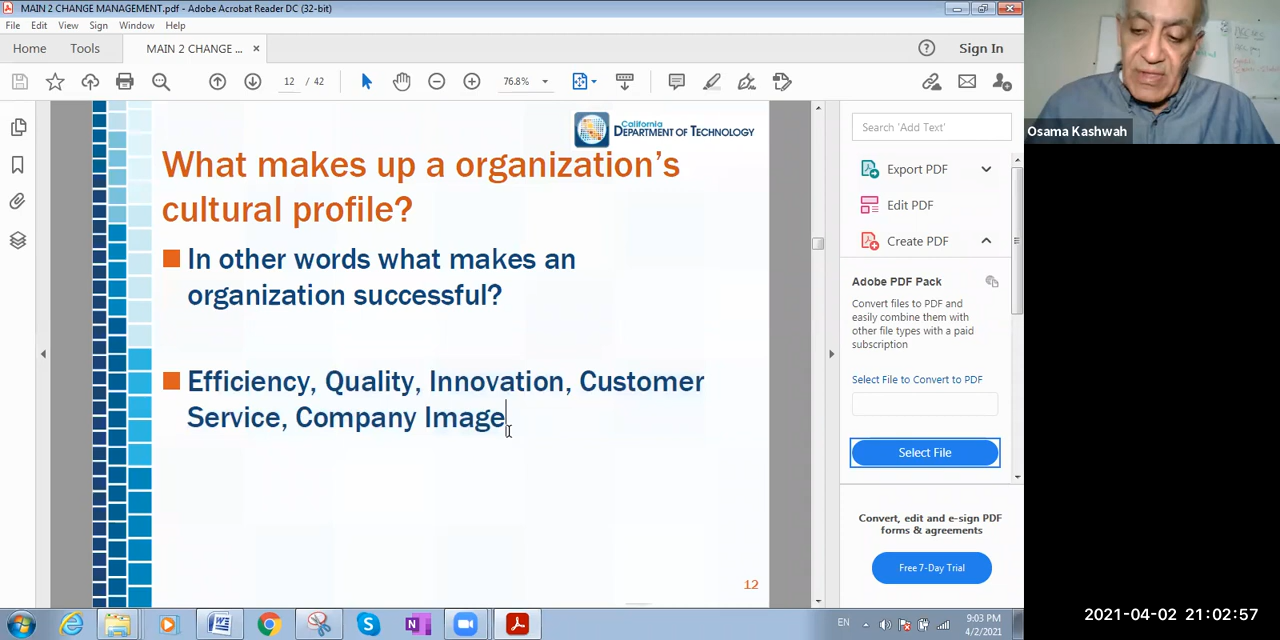 MAIN 2 CHANGE MANAGEMENT.pdf - Adobe Acrobat Reader DC (32-bit)
File Edit View Sign Window Help
Home Tools MAIN 2 CHANGE ... × Sign In
12 / 42 76.8%
California
DEPARTMENT OF TECHNOLOGY
What makes up a organization's
cultural profile?
In other words what makes an
organization successful?
Efficiency, Quality, Innovation, Customer
Service, Company Image
12
Search 'Add Text'
Export PDF
Edit PDF
Create PDF
Adobe PDF Pack
Convert files to PDF and
easily combine them with
other file types with a paid
subscription
Select File to Convert to PDF
Select File
Convert, edit and e-sign PDF
forms & agreements
Free 7-Day Trial
Osama Kashwah
EN 9:03 PM
4/2/2021
2021-04-02 21:02:57